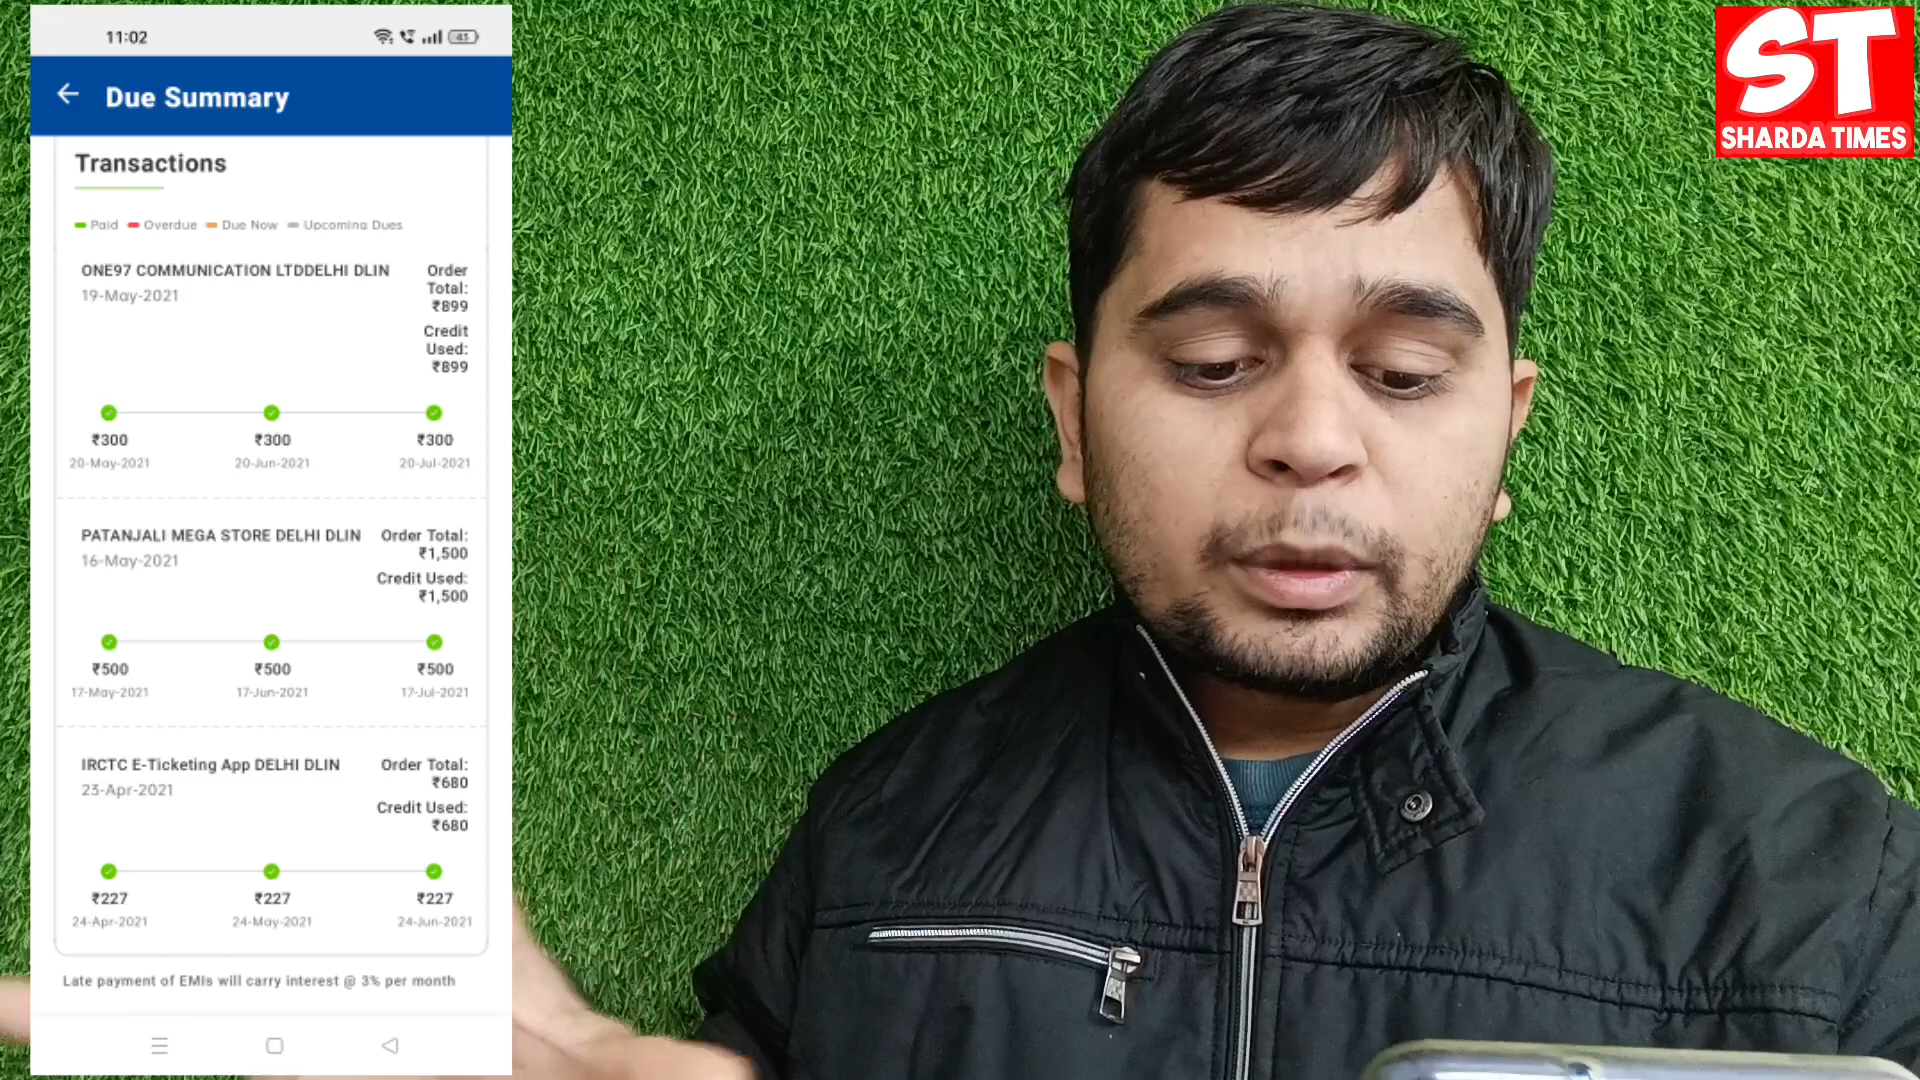 11:02
43
Due Summary
Transactions
Paid Overdue Due Now Upcoming Dues
ONE97 COMMUNICATION LTDDELHI DLIN
19-May-2021
Order
Total:
₹899
Credit
Used:
₹899
₹300 ₹300 ₹300
20-May-2021 20-Jun-2021 20-Jul-2021
PATANJALI MEGA STORE DELHI DLIN
16-May-2021
Order Total:
₹1,500
Credit Used:
₹1,500
₹500 ₹500 ₹500
17-May-2021 17-Jun-2021 17-Jul-2021
IRCTC E-Ticketing App DELHI DLIN
23-Apr-2021
Order Total:
₹680
Credit Used:
₹680
₹227 ₹227 ₹227
24-Apr-2021 24-May-2021 24-Jun-2021
Late payment of EMIs will carry interest @ 3% per month
ST
SHARDA TIMES